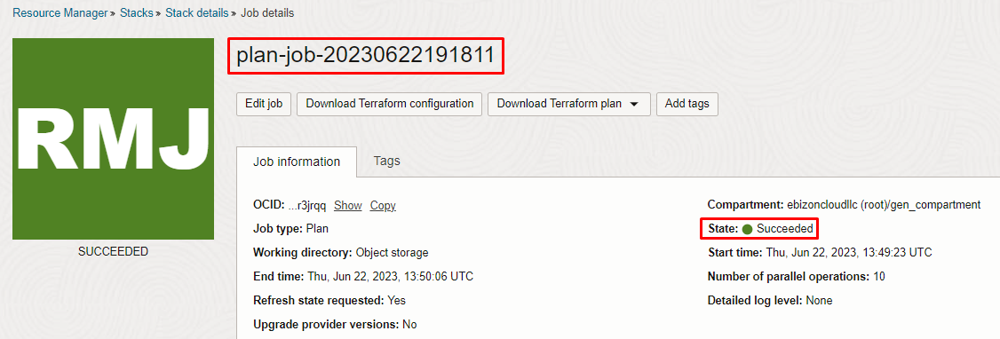 Resource Manager » Stacks » Stack details » Job details
RMJ
SUCCEEDED
plan-job-20230622191811
Edit job
Download Terraform configuration
Download Terraform plan
Add tags
Job information
Tags
OCID: ...r3jrqq Show Copy
Job type: Plan
Working directory: Object storage
End time: Thu, Jun 22, 2023, 13:50:06 UTC
Refresh state requested: Yes
Upgrade provider versions: No
Compartment: ebizoncloudllc (root)/gen_compartment
State: Succeeded
Start time: Thu, Jun 22, 2023, 13:49:23 UTC
Number of parallel operations: 10
Detailed log level: None